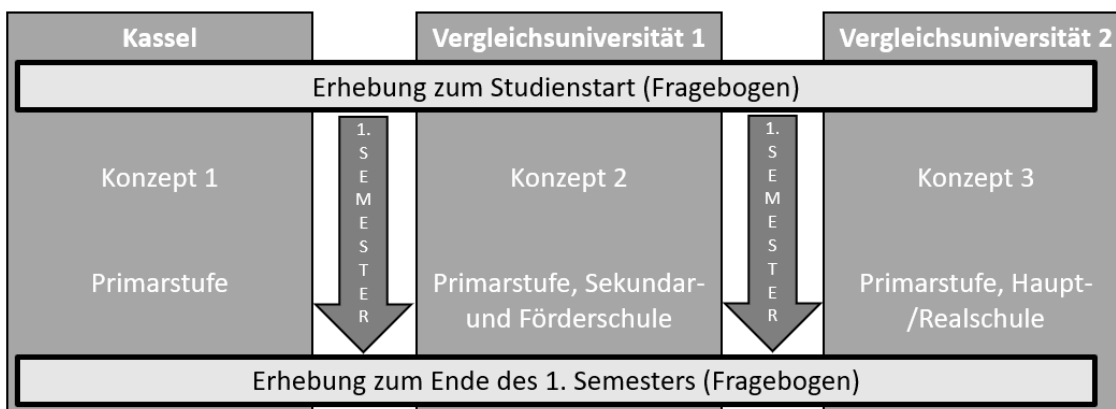 Kassel
Vergleichsuniversität 1
Vergleichsuniversität 2
Erhebung zum Studienstart (Fragebogen)
1. SEMESTER
1. SEMESTER
Konzept 1
Konzept 2
Konzept 3
Primarstufe
Primarstufe, Sekundar-
und Förderschule
Primarstufe, Haupt-
/Realschule
Erhebung zum Ende des 1. Semesters (Fragebogen)